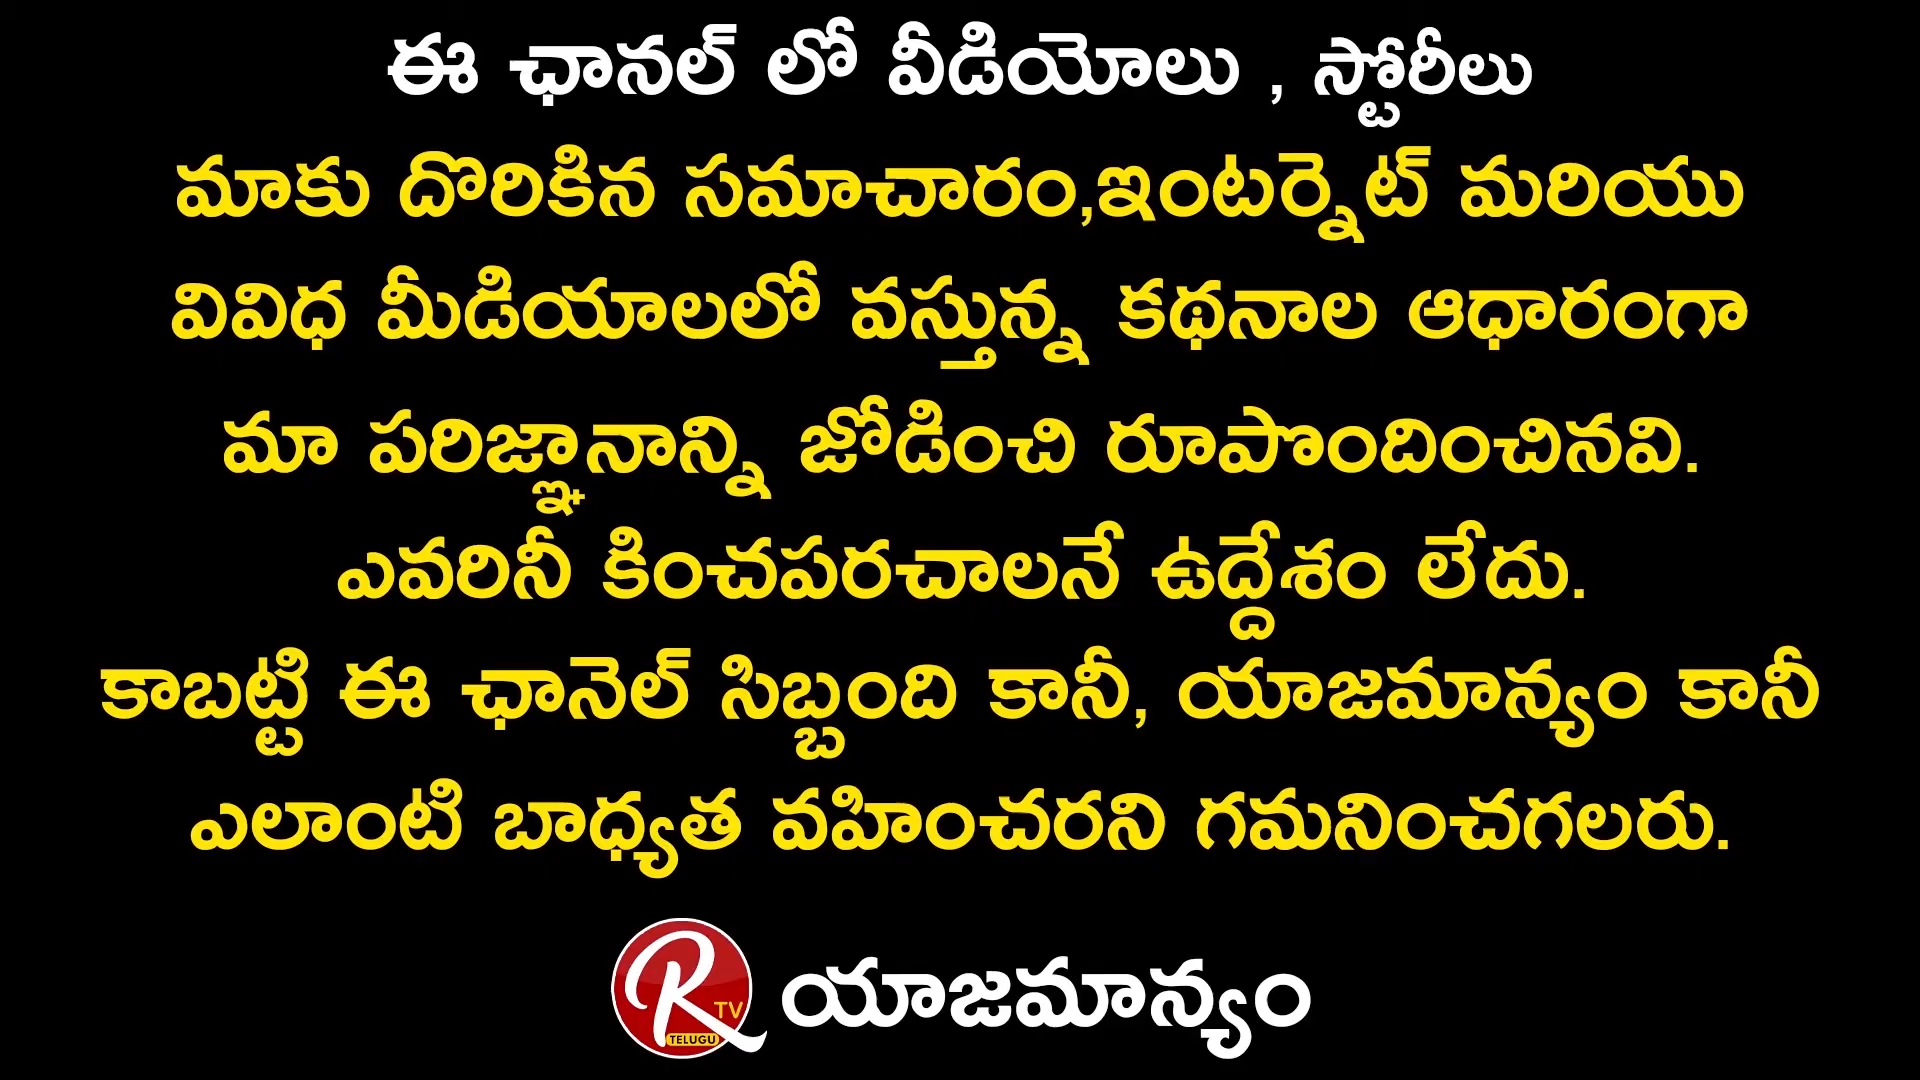 ఈ ఛానల్ లో వీడియోలు , స్టోరీలు
మాకు దొరికిన సమాచారం,ఇంటర్నెట్ మరియు
వివిధ మీడియాలలో వస్తున్న కథనాల ఆధారంగా
మా పరిజ్ఞానాన్ని జోడించి రూపొందించినవి.
ఎవరినీ కించపరచాలనే ఉద్దేశం లేదు.
కాబట్టి ఈ ఛానెల్ సిబ్బంది కానీ, యాజమాన్యం కానీ
ఎలాంటి బాధ్యత వహించరని గమనించగలరు.
R TV TELUGU యాజమాన్యం